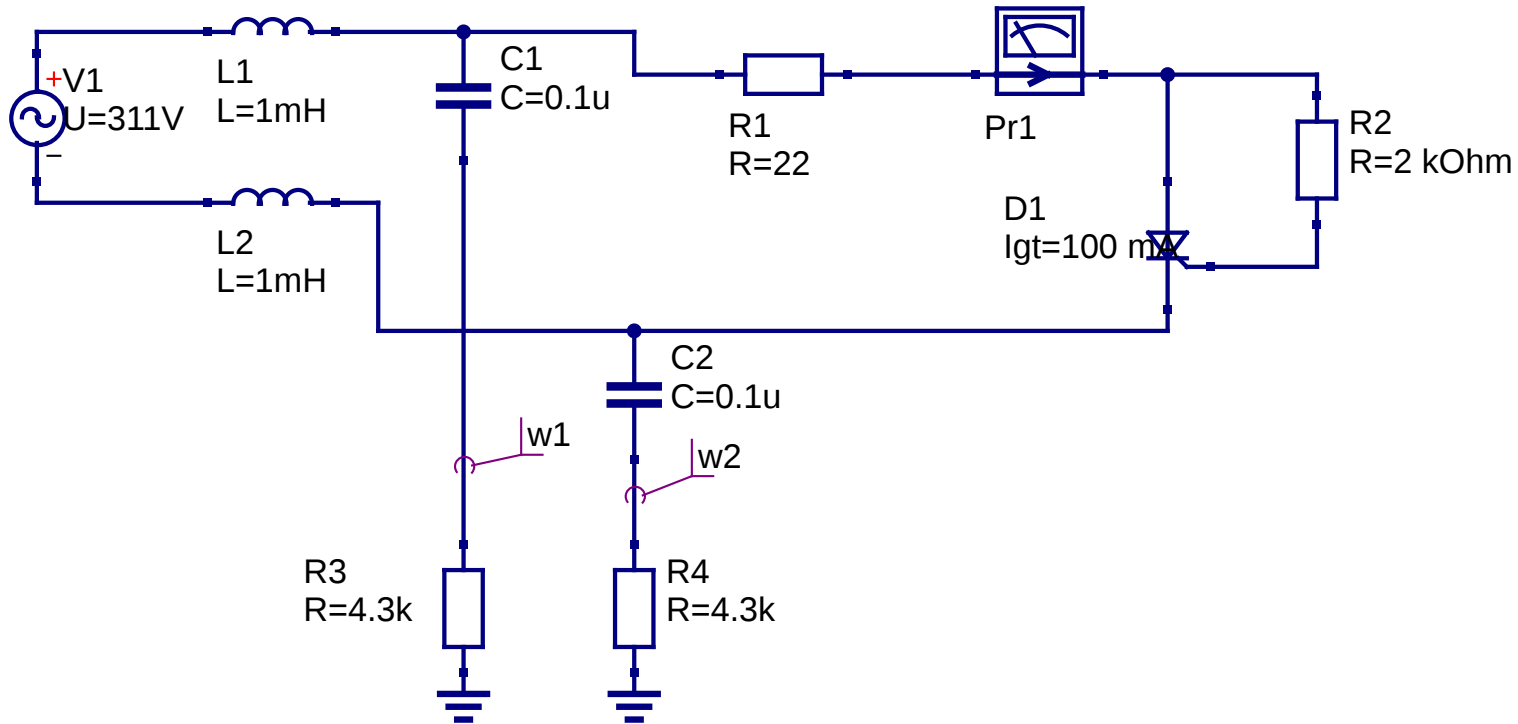 +
V1
U=311V
−
L1
L=1mH
C1
C=0.1u
R1
R=22
Pr1
R2
R=2 kOhm
L2
L=1mH
D1
Igt=100 mA
C2
C=0.1u
w1
w2
R3
R=4.3k
R4
R=4.3k